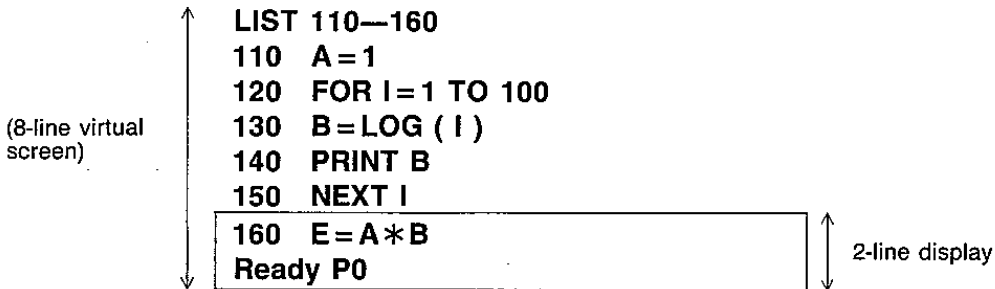 LIST 110—160
110 A=1
120 FOR I=1 TO 100
(8-line virtual
screen)
130 B=LOG ( I )
140 PRINT B
150 NEXT I
160 E=A*B
Ready P0
2-line display